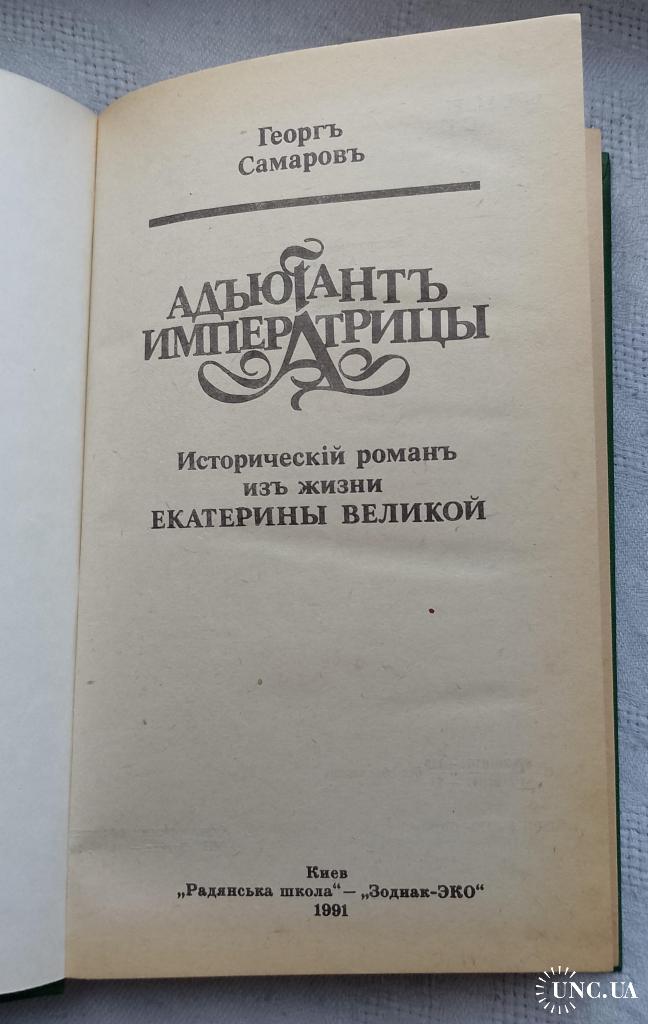 Георгъ
Самаровъ
АДЪЮТАНТЪ
ИМПЕРАТРИЦЫ
Историческій романъ
изъ жизни
ЕКАТЕРИНЫ ВЕЛИКОЙ
Киев
„Радянська школа“ — „Зодиак-ЭКО“
1991
UNC.UA